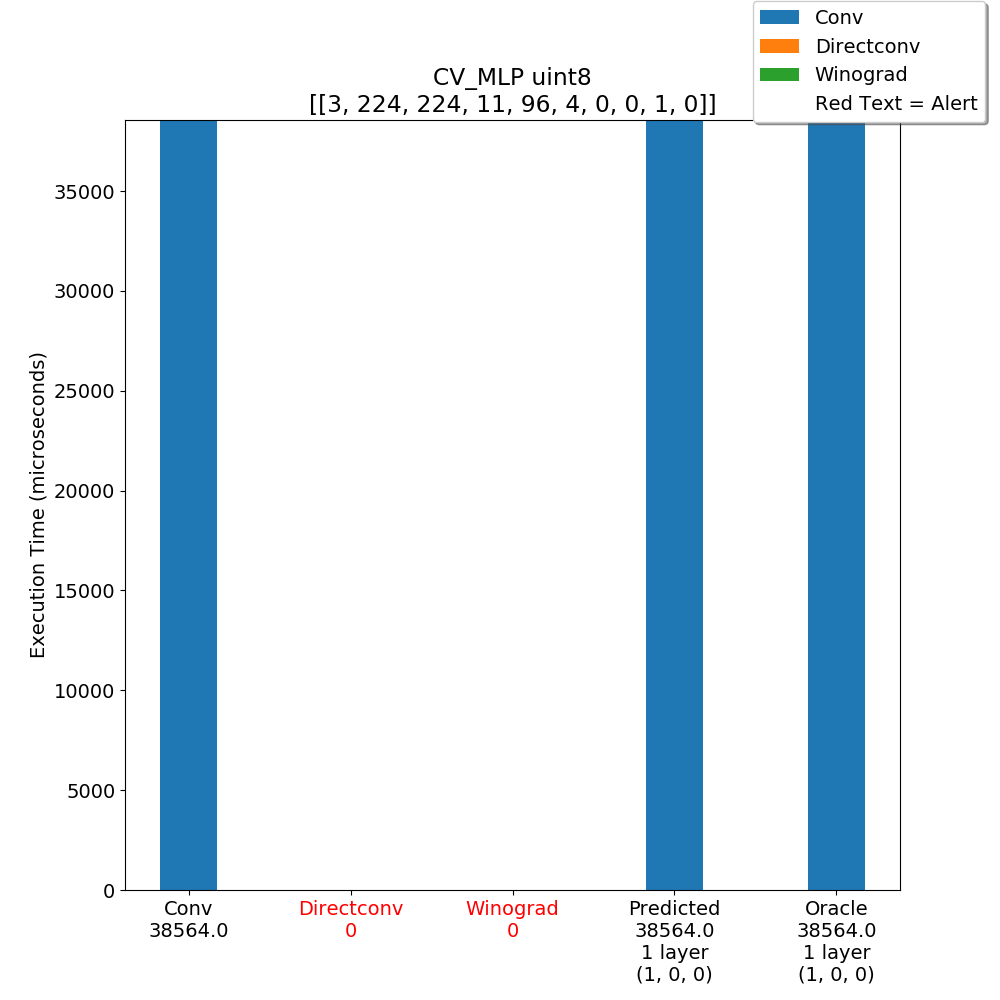 Conv
Directconv
Winograd
Red Text = Alert
CV_MLP uint8
[[3, 224, 224, 11, 96, 4, 0, 0, 1, 0]]
Execution Time (microseconds)
35000
30000
25000
20000
15000
10000
5000
0
Conv
38564.0
Directconv
0
Winograd
0
Predicted
38564.0
1 layer
(1, 0, 0)
Oracle
38564.0
1 layer
(1, 0, 0)